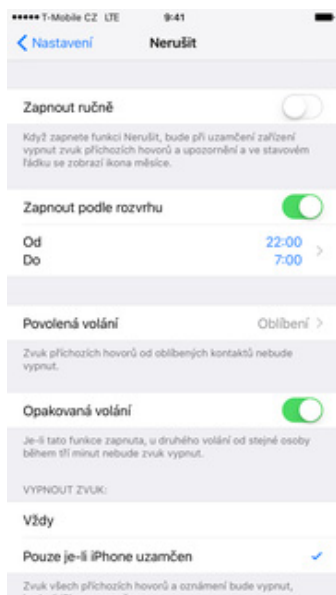 T-Mobile CZ LTE 9:41
Nastavení Nerušit
Zapnout ručně
Když zapnete funkci Nerušit, bude při uzamčení zařízení
vypnut zvuk příchozích hovorů a upozornění a ve stavovém
řádku se zobrazí ikona měsíce.
Zapnout podle rozvrhu
Od 22:00
Do 7:00
Povolená volání Oblíbení
Zvuk příchozích hovorů od oblíbených kontaktů nebude
vypnut.
Opakovaná volání
Je-li tato funkce zapnuta, u druhého volání od stejné osoby
během tří minut nebude zvuk vypnut.
VYPNOUT ZVUK:
Vždy
Pouze je-li iPhone uzamčen
Zvuk všech příchozích hovorů a oznámení bude vypnut,